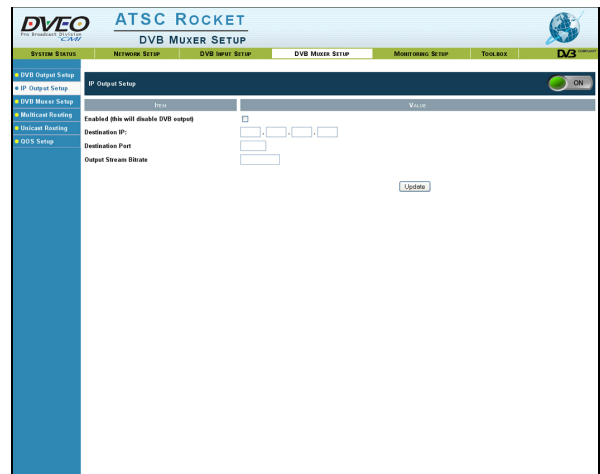 DVEO
Pro Broadcast Division
CMI
ATSC ROCKET
DVB MUXER SETUP
SYSTEM STATUS NETWORK SETUP DVB INPUT SETUP DVB MUXER SETUP MONITORING SETUP TOOLBOX DVB COMPLIANT
DVB Output Setup
IP Output Setup
DVB Muxer Setup
Multicast Routing
Unicast Routing
QOS Setup
IP Output Setup
ON
ITEM VALUE
Enabled (this will disable DVB output)
Destination IP:
. . .
Destination Port
Output Stream Bitrate
Update